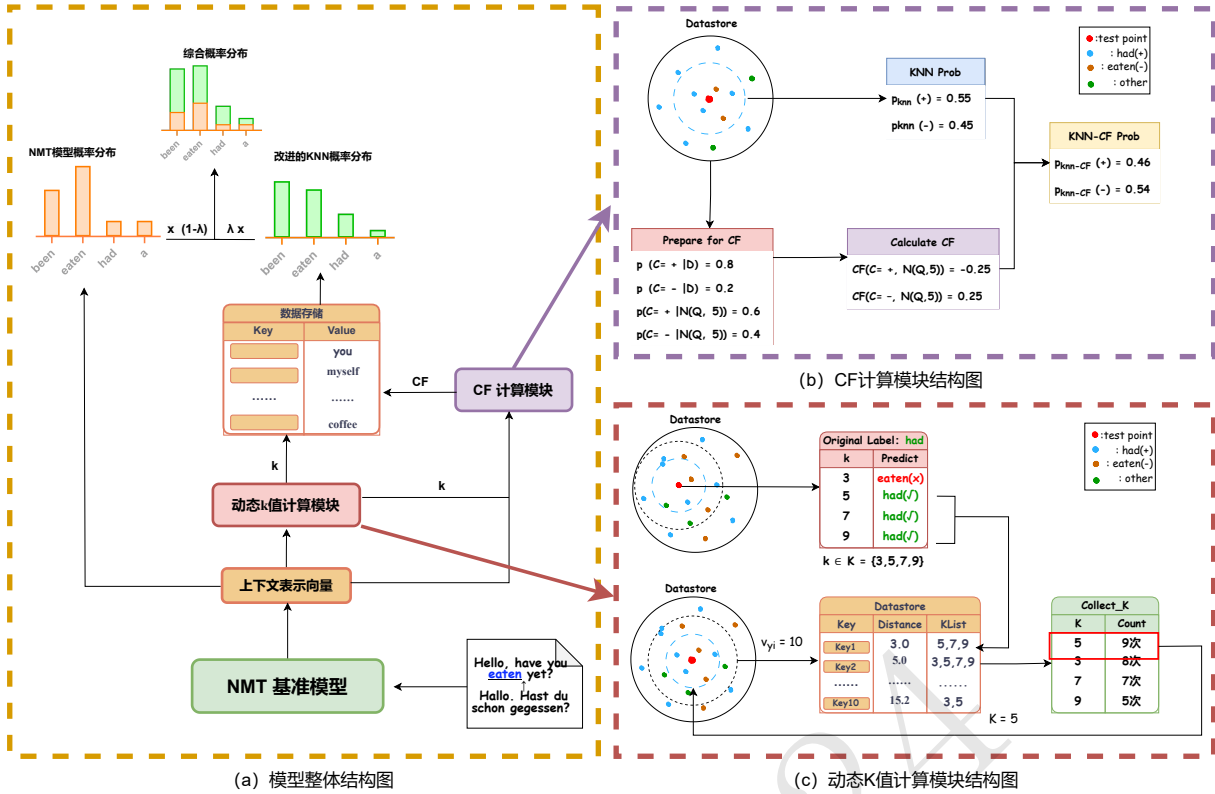 综合概率分布
been eaten had a
NMT模型概率分布
been eaten had a
改进的KNN概率分布
been eaten had a
x (1-λ) λ x
数据存储
Key Value
you
myself
...... ......
coffee
CF
CF 计算模块
k
k
动态k值计算模块
上下文表示向量
NMT 基准模型
Hello, have you
eaten yet?
↑
Hallo. Hast du
schon gegessen?
(a) 模型整体结构图
Datastore
:test point
: had(+)
: eaten(-)
: other
KNN Prob
pknn (+) = 0.55
pknn (-) = 0.45
KNN-CF Prob
pknn-CF (+) = 0.46
pknn-CF (-) = 0.54
Prepare for CF
p (C= + |D) = 0.8
p (C= - |D) = 0.2
p(C= + |N(Q, 5)) = 0.6
p(C= - |N(Q, 5)) = 0.4
Calculate CF
CF(C= +, N(Q,5)) = -0.25
CF(C= -, N(Q,5)) = 0.25
(b) CF计算模块结构图
Datastore
Original Label: had
k Predict
3 eaten(x)
5 had(√)
7 had(√)
9 had(√)
k ∈ K = {3,5,7,9}
:test point
: had(+)
: eaten(-)
: other
Datastore
v yi = 10
Datastore
Key Distance KList
Key1 3.0 5,7,9
Key2 5.0 3,5,7,9
...... ...... ......
Key10 15.2 3,5
K = 5
Collect_K
K Count
5 9次
3 8次
7 7次
9 5次
(c) 动态K值计算模块结构图